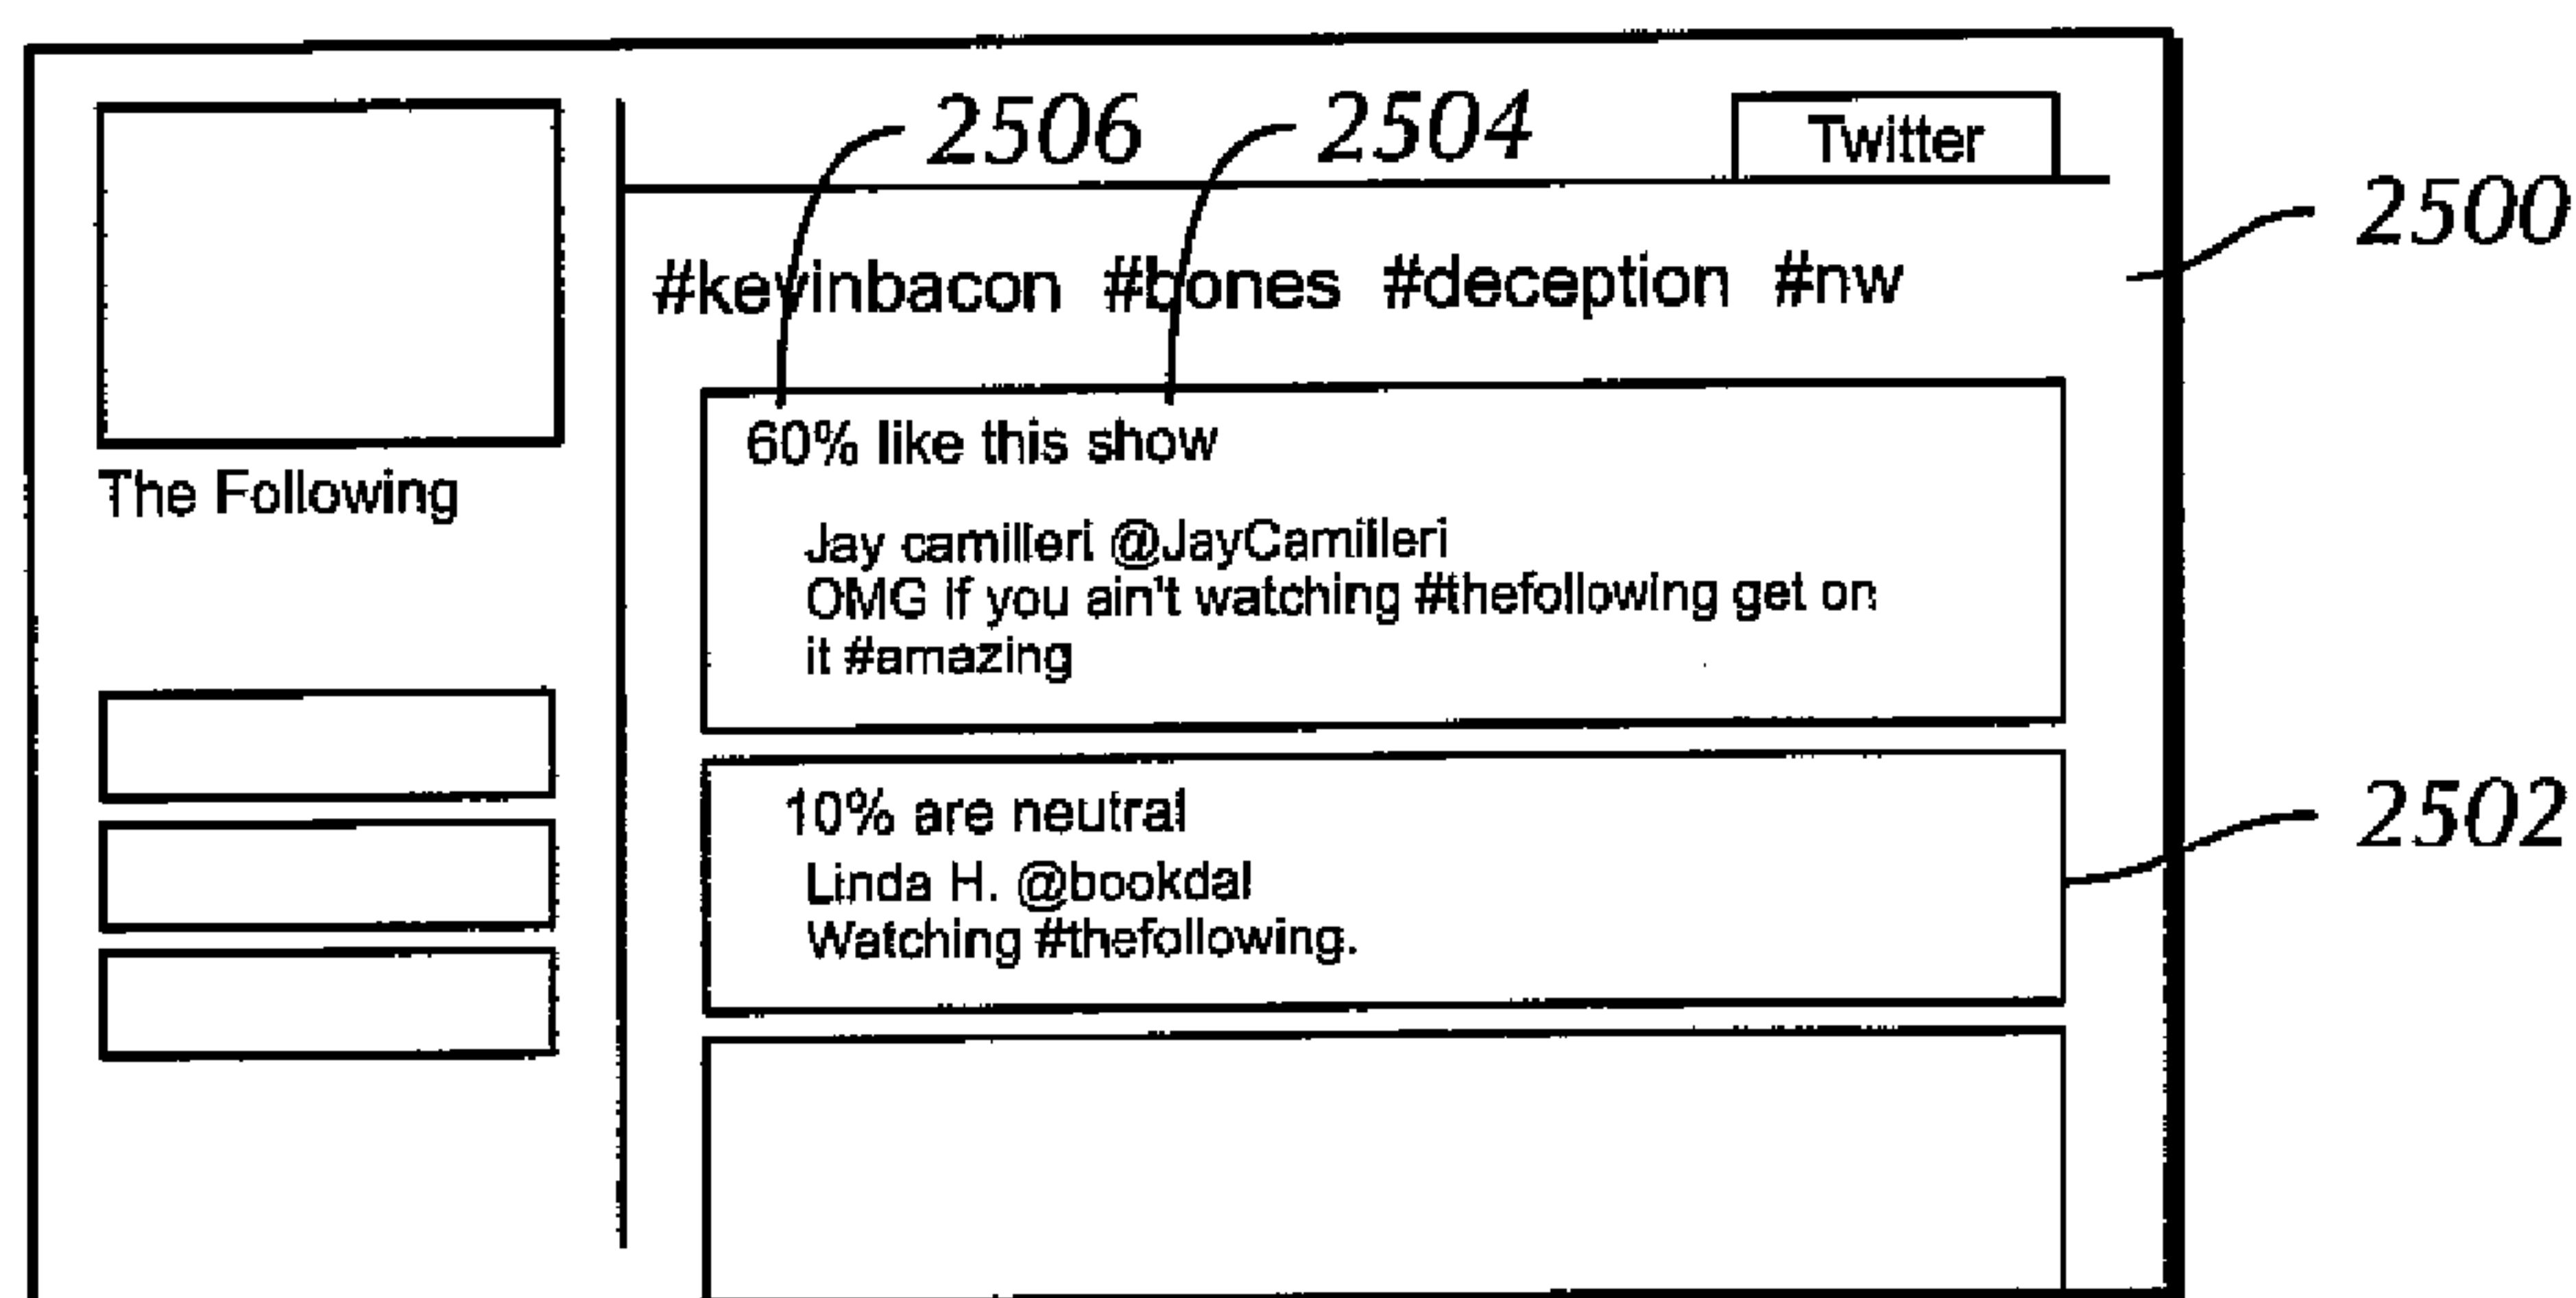 2506 2504 Twitter
2500
#kevinbacon #bones #deception #nw
60% like this show
The Following
Jay camilleri @JayCamilleri
OMG if you ain't watching #thefollowing get on
it #amazing
10% are neutral
2502
Linda H. @bookdal
Watching #thefollowing.